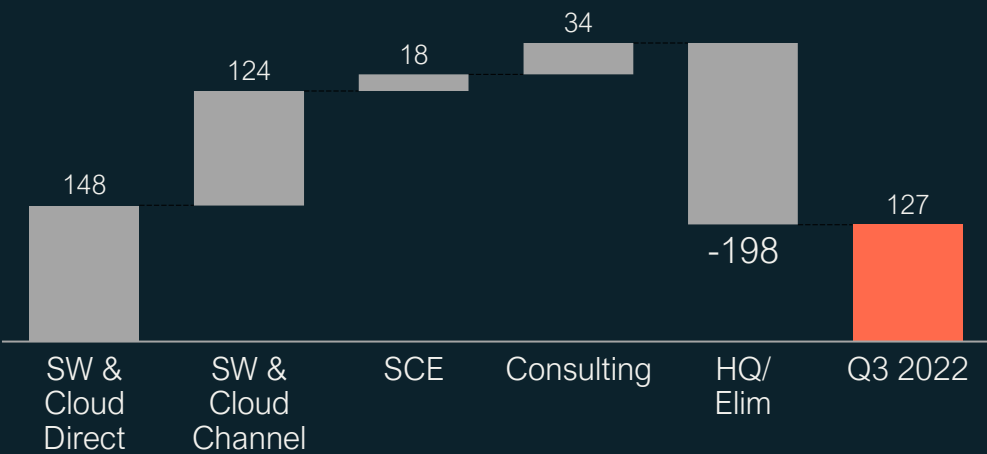 148
124
18
34
-198
127
SW &
Cloud
Direct
SW &
Cloud
Channel
SCE
Consulting
HQ/
Elim
Q3 2022